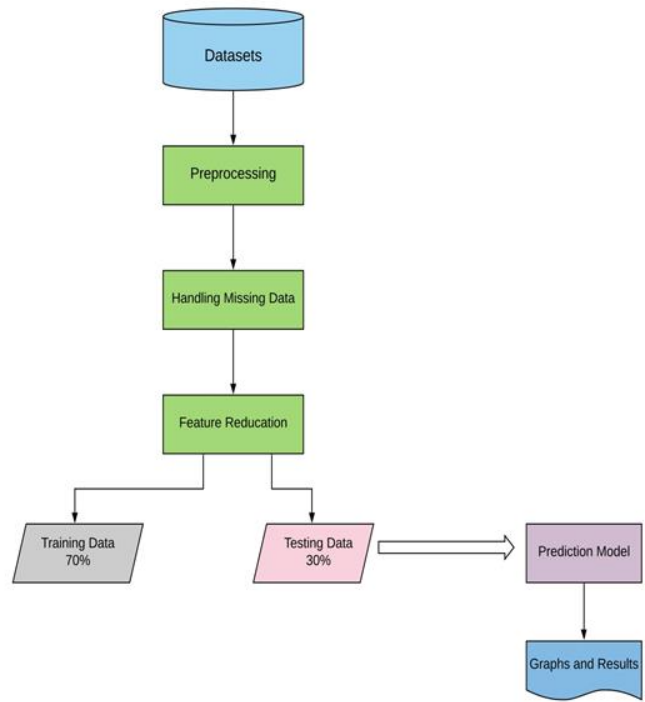 Datasets
Preprocessing
Handling Missing Data
Feature Reducation
Training Data
70%
Testing Data
30%
Prediction Model
Graphs and Results